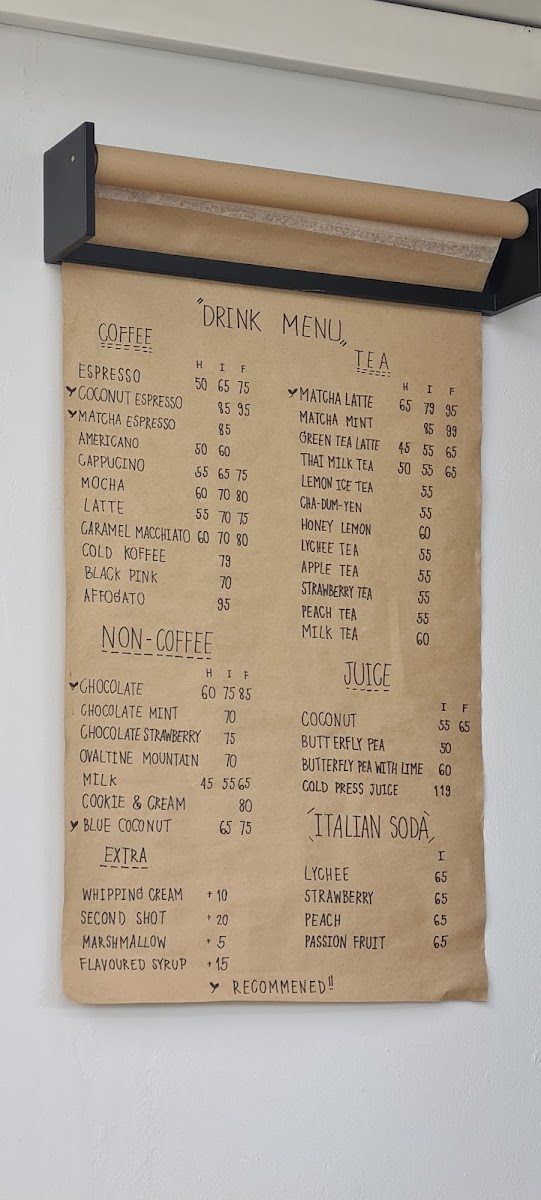 "DRINK MENU"
COFFEE
H I F
ESPRESSO 50 65 75
COCONUT ESPRESSO 85 95
MATCHA ESPRESSO 85
AMERICANO 50 60
CAPPUCINO 55 65 75
MOCHA 60 70 80
LATTE 55 70 75
CARAMEL MACCHIATO 60 70 80
COLD KOFFEE 79
BLACK PINK 70
AFFOGATO 95
NON-COFFEE
H I F
CHOCOLATE 60 75 85
CHOCOLATE MINT 70
CHOCOLATE STRAWBERRY 75
OVALTINE MOUNTAIN 70
MILK 45 55 65
COOKIE & CREAM 80
BLUE COCONUT 65 75
EXTRA
WHIPPING CREAM +10
SECOND SHOT +20
MARSHMALLOW +5
FLAVOURED SYRUP +15
TEA
H I F
MATCHA LATTE 65 79 95
MATCHA MINT 85 99
GREEN TEA LATTE 45 55 65
THAI MILK TEA 50 55 65
LEMON ICE TEA 55
CHA-DUM-YEN 55
HONEY LEMON 60
LYCHEE TEA 55
APPLE TEA 55
STRAWBERRY TEA 55
PEACH TEA 55
MILK TEA 60
JUICE
I F
COCONUT 55 65
BUTTERFLY PEA 50
BUTTERFLY PEA WITH LIME 60
COLD PRESS JUICE 119
ITALIAN SODA
I
LYCHEE 65
STRAWBERRY 65
PEACH 65
PASSION FRUIT 65
RECOMMENED!!